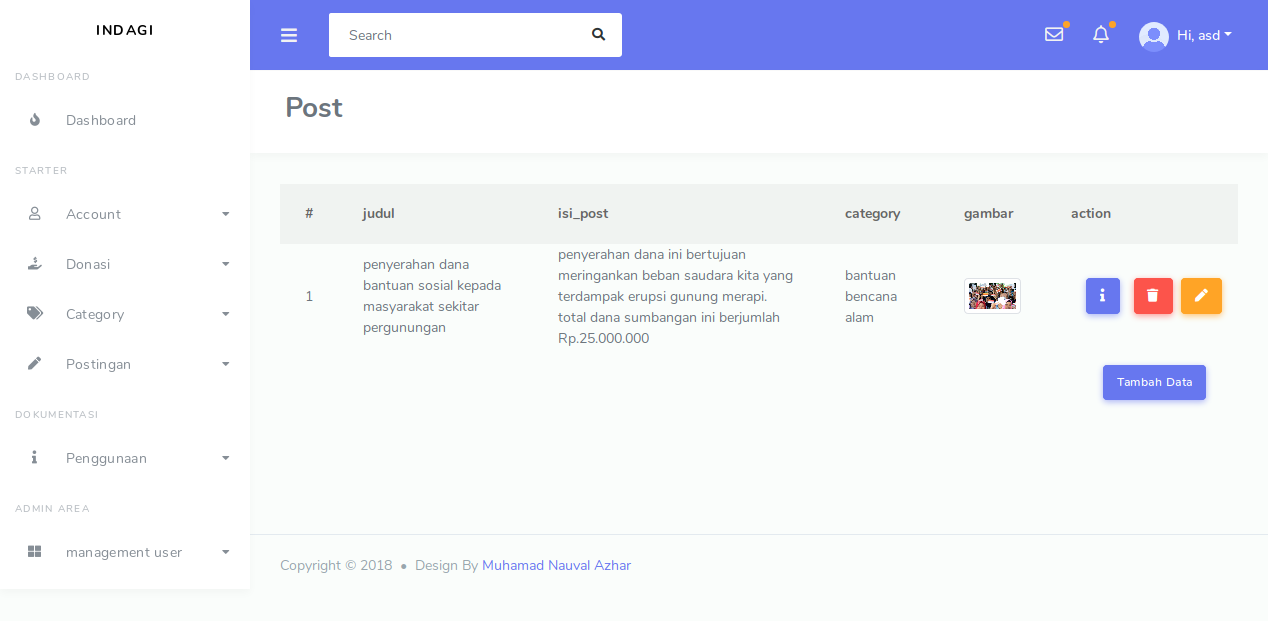 INDAGI
Search
Hi, asd
DASHBOARD
Dashboard
STARTER
Account
Donasi
Category
Postingan
DOKUMENTASI
Penggunaan
ADMIN AREA
management user
Post
# judul isi_post category gambar action
1
penyerahan dana
bantuan sosial kepada
masyarakat sekitar
pergunungan
penyerahan dana ini bertujuan
meringankan beban saudara kita yang
terdampak erupsi gunung merapi.
total dana sumbangan ini berjumlah
Rp.25.000.000
bantuan
bencana
alam
Tambah Data
Copyright © 2018 • Design By Muhamad Nauval Azhar